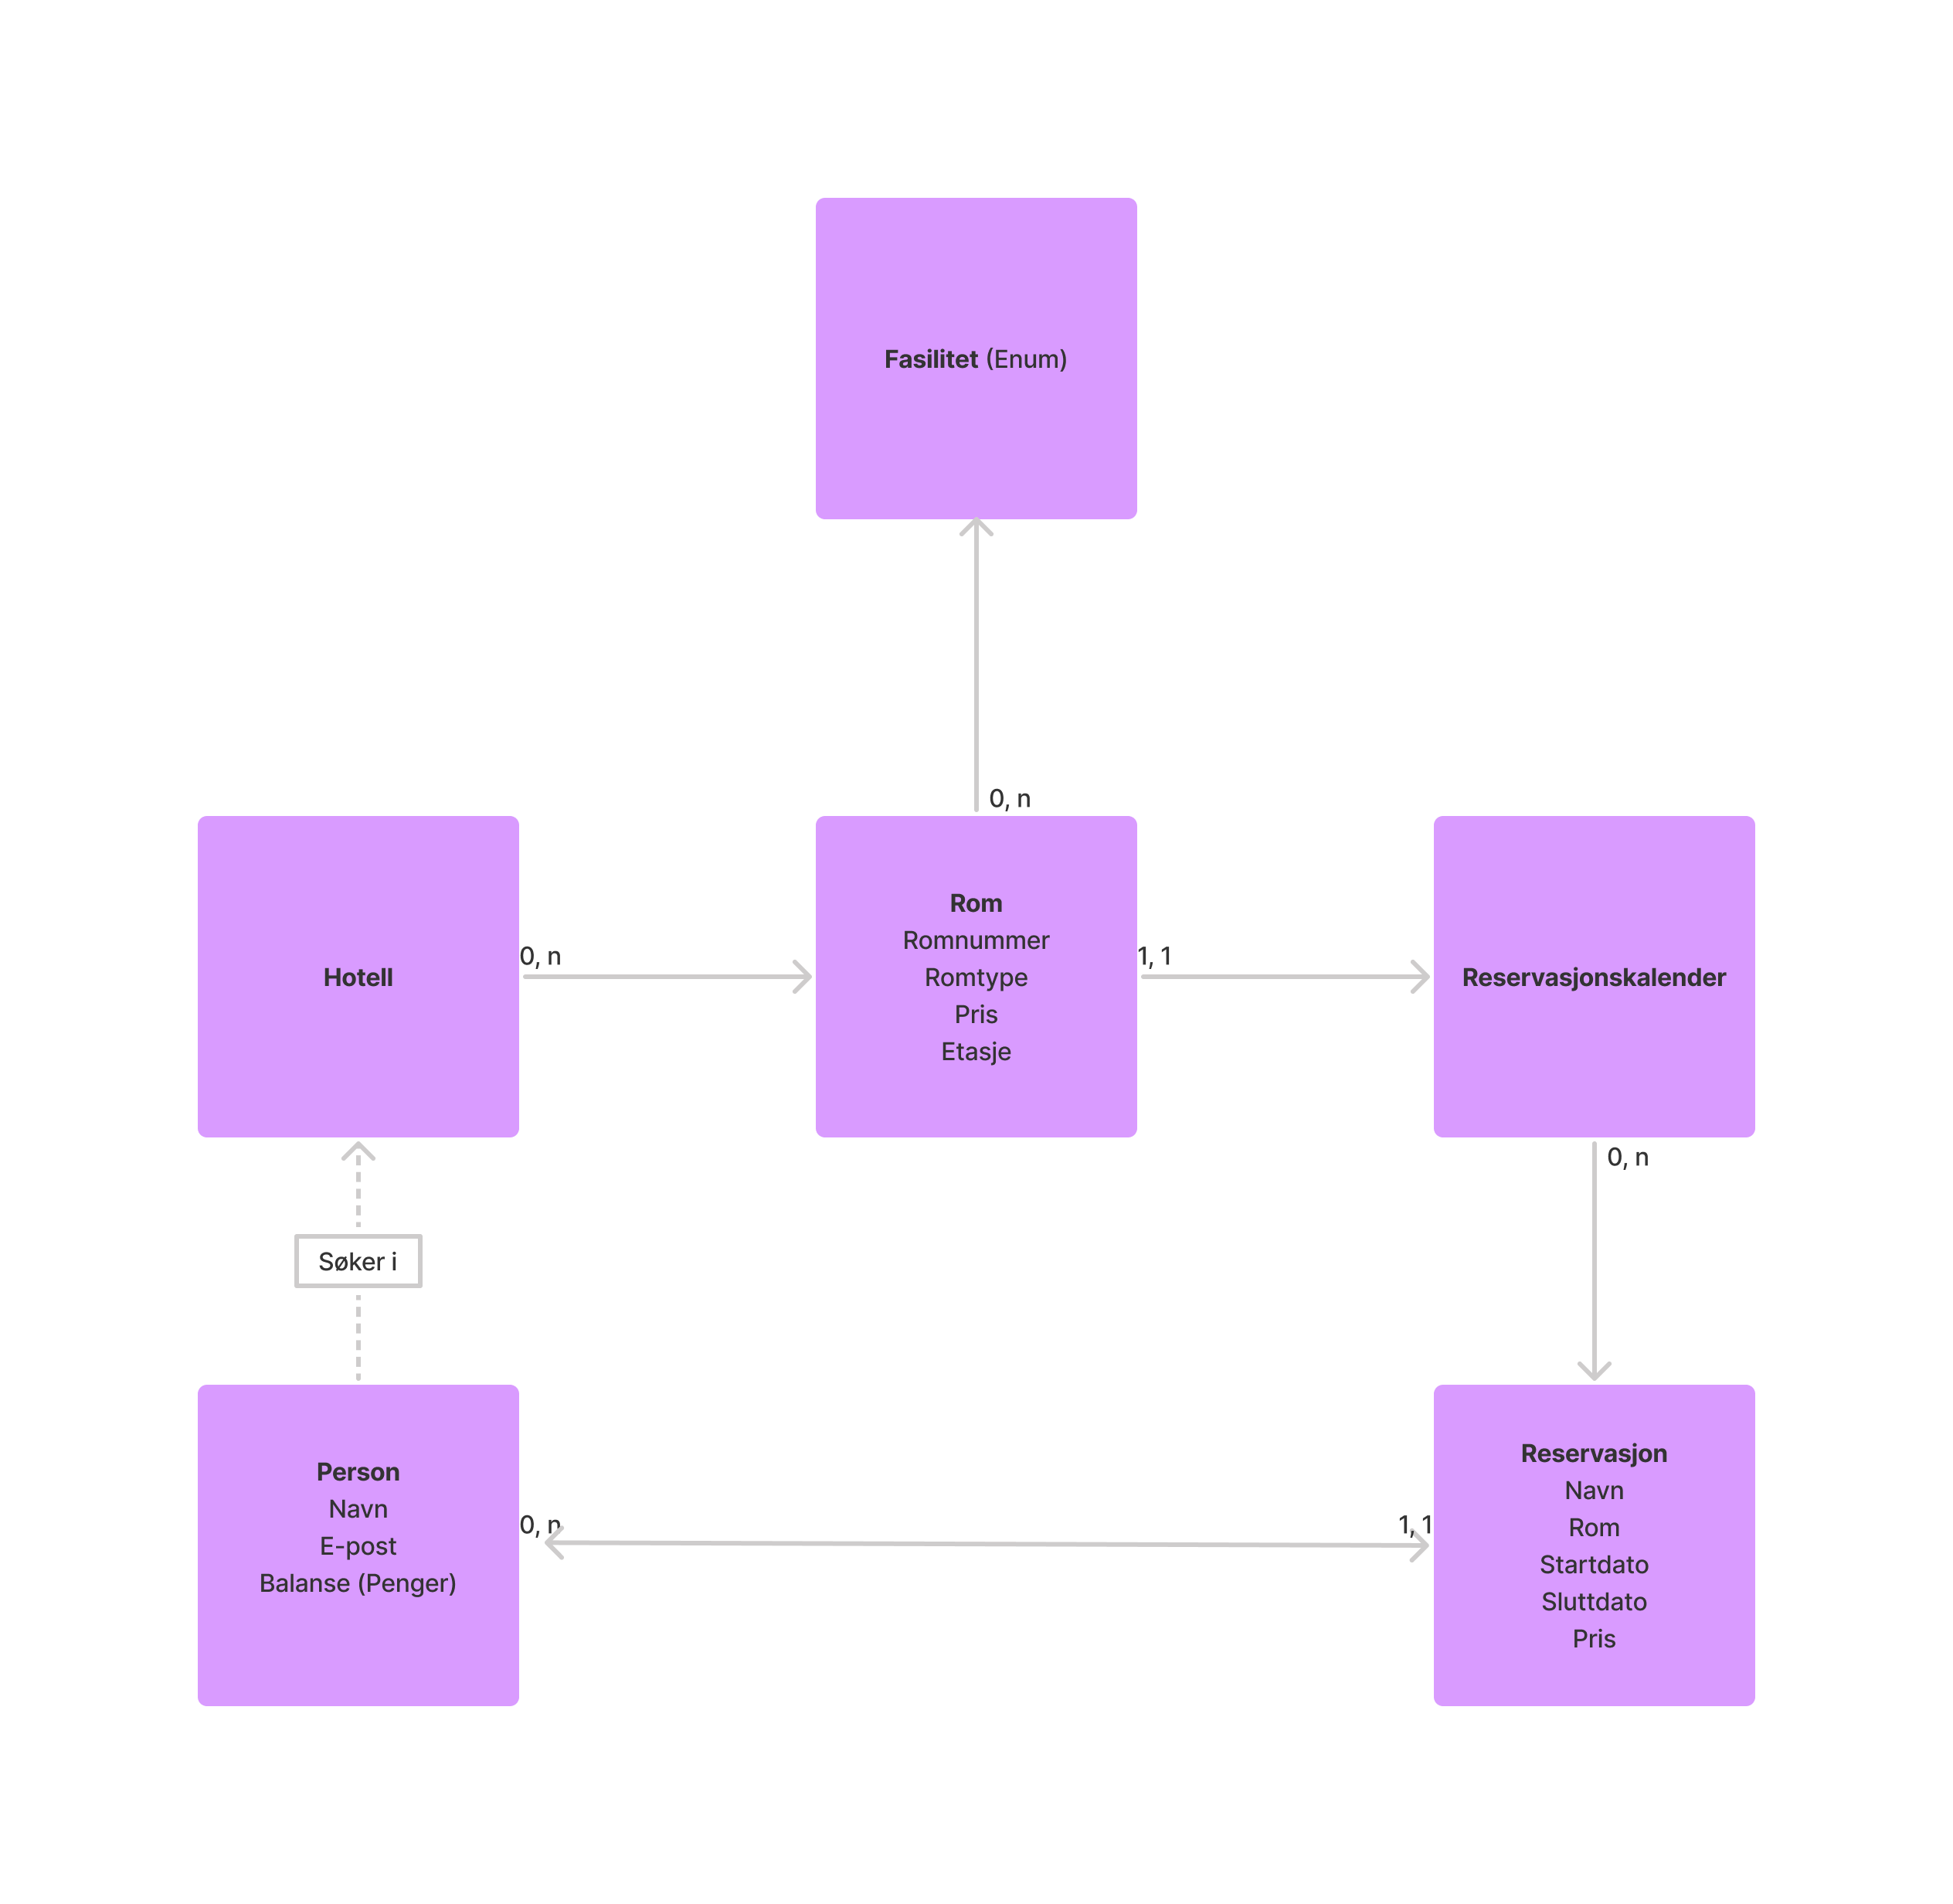 Fasilitet (Enum)
0, n
Hotell
0, n
Rom
Romnummer
Romtype
Pris
Etasje
1, 1
Reservasjonskalender
0, n
Søker i
Person
Navn
E-post
Balanse (Penger)
0, n
1, 1
Reservasjon
Navn
Rom
Startdato
Sluttdato
Pris